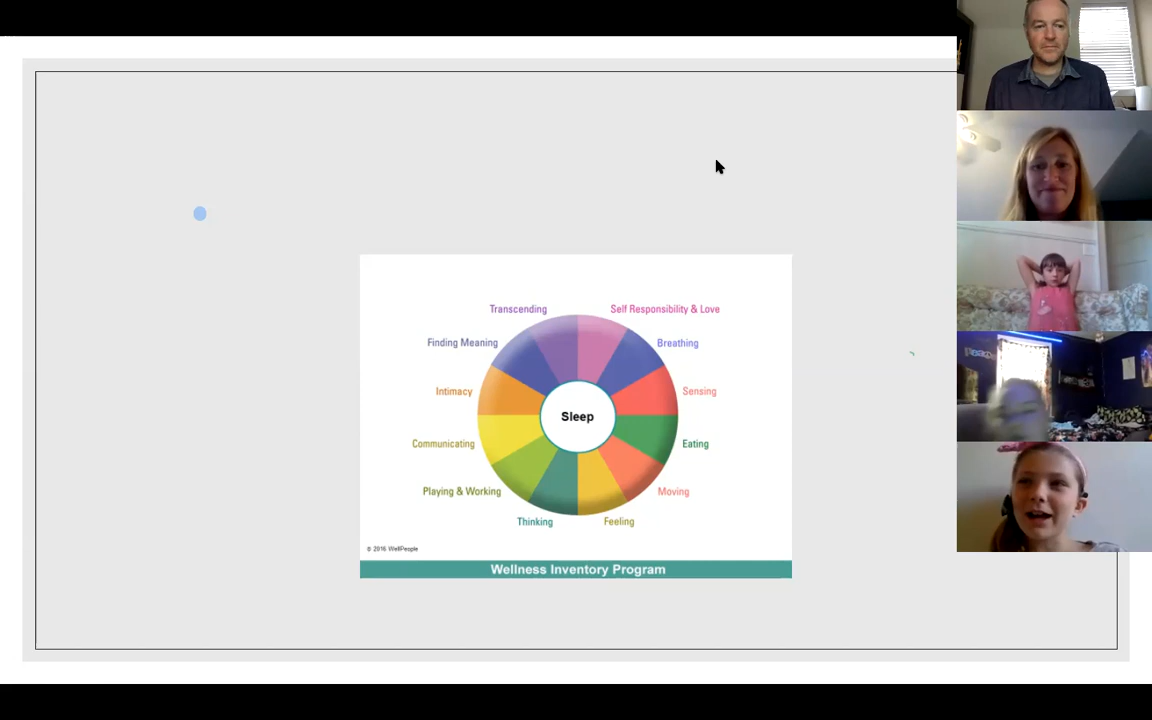 Transcending
Self Responsibility & Love
Finding Meaning
Breathing
Intimacy
Sensing
Sleep
Communicating
Eating
Playing & Working
Moving
Thinking
Feeling
© 2016 WellPeople
Wellness Inventory Program